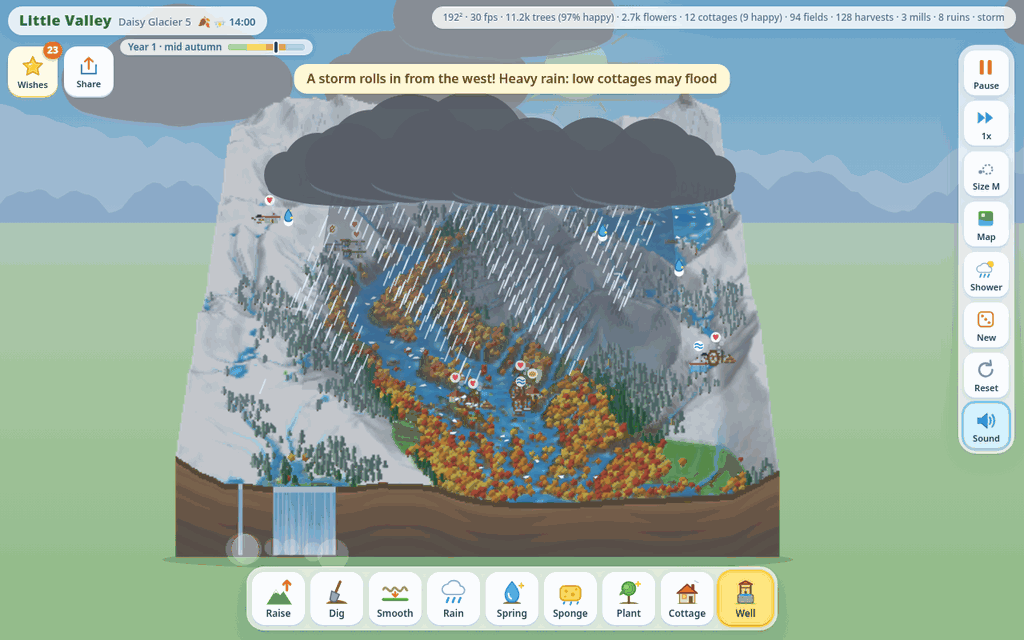 Little Valley Daisy Glacier 5 14:00
192² · 30 fps · 11.2k trees (97% happy) · 2.7k flowers · 12 cottages (9 happy) · 94 fields · 128 harvests · 3 mills · 8 ruins · storm
Year 1 · mid autumn
23
Wishes
Share
A storm rolls in from the west! Heavy rain: low cottages may flood
Pause
1x
Size M
Map
Shower
New
Reset
Sound
Raise
Dig
Smooth
Rain
Spring
Sponge
Plant
Cottage
Well